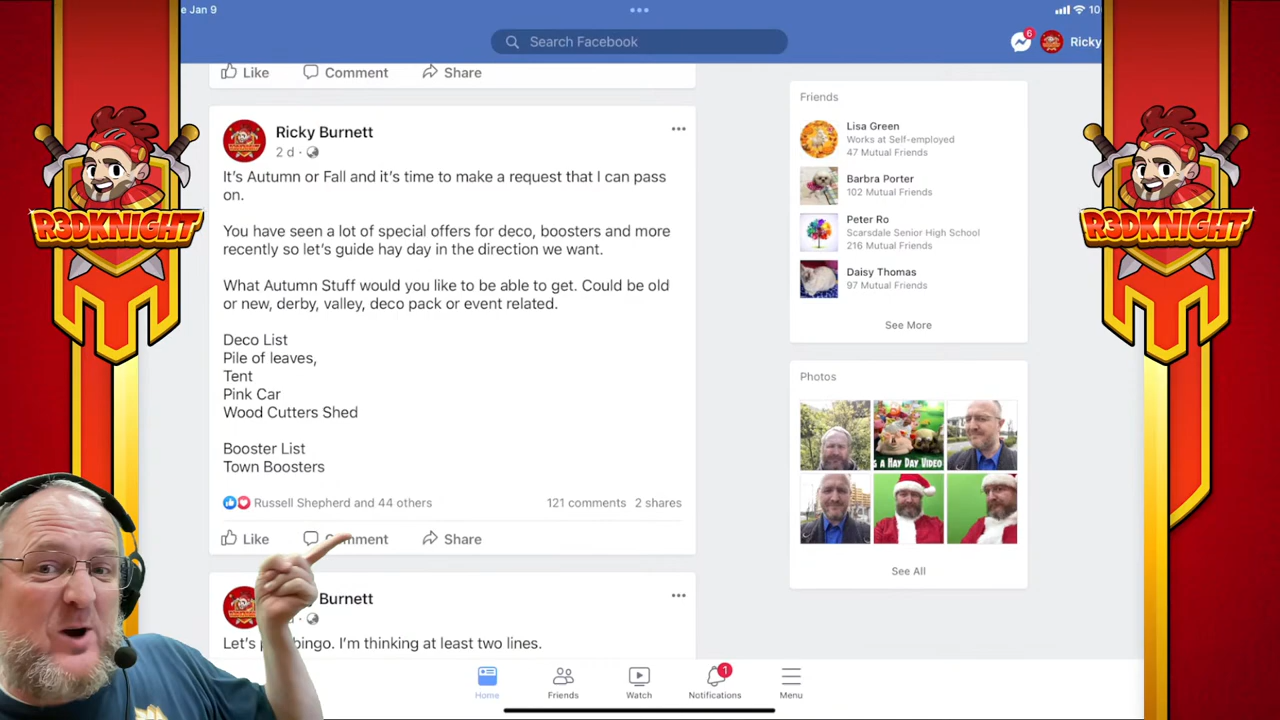 e Jan 9
10
Search Facebook
6
Ricky
Like Comment Share
Ricky Burnett
2 d ·
It's Autumn or Fall and it's time to make a request that I can pass
on.
You have seen a lot of special offers for deco, boosters and more
recently so let's guide hay day in the direction we want.
What Autumn Stuff would you like to be able to get. Could be old
or new, derby, valley, deco pack or event related.
Deco List
Pile of leaves,
Tent
Pink Car
Wood Cutters Shed
Booster List
Town Boosters
Russell Shepherd and 44 others
121 comments 2 shares
Like Comment Share
Burnett
Let's bingo. I'm thinking at least two lines.
Friends
Lisa Green
Works at Self-employed
47 Mutual Friends
Barbra Porter
102 Mutual Friends
Peter Ro
Scarsdale Senior High School
216 Mutual Friends
Daisy Thomas
97 Mutual Friends
See More
Photos
G A HAY DAY VIDEO
See All
Home
Friends
Watch
1
Notifications
Menu
R3DKNIGHT
R3DKNIGHT